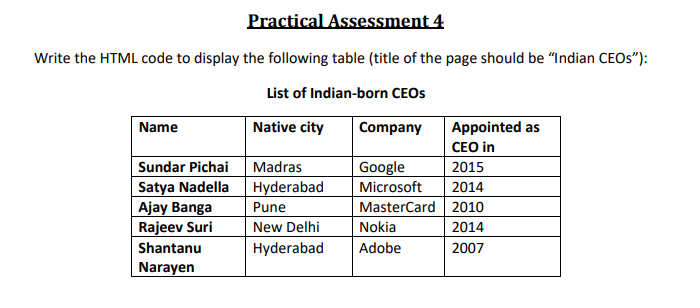 Practical Assessment 4
Write the HTML code to display the following table (title of the page should be “Indian CEOs”):
List of Indian-born CEOs
Name Native city Company Appointed as
CEO in
Sundar Pichai Madras Google 2015
Satya Nadella Hyderabad Microsoft 2014
Ajay Banga Pune MasterCard 2010
Rajeev Suri New Delhi Nokia 2014
Shantanu Hyderabad Adobe 2007
Narayen